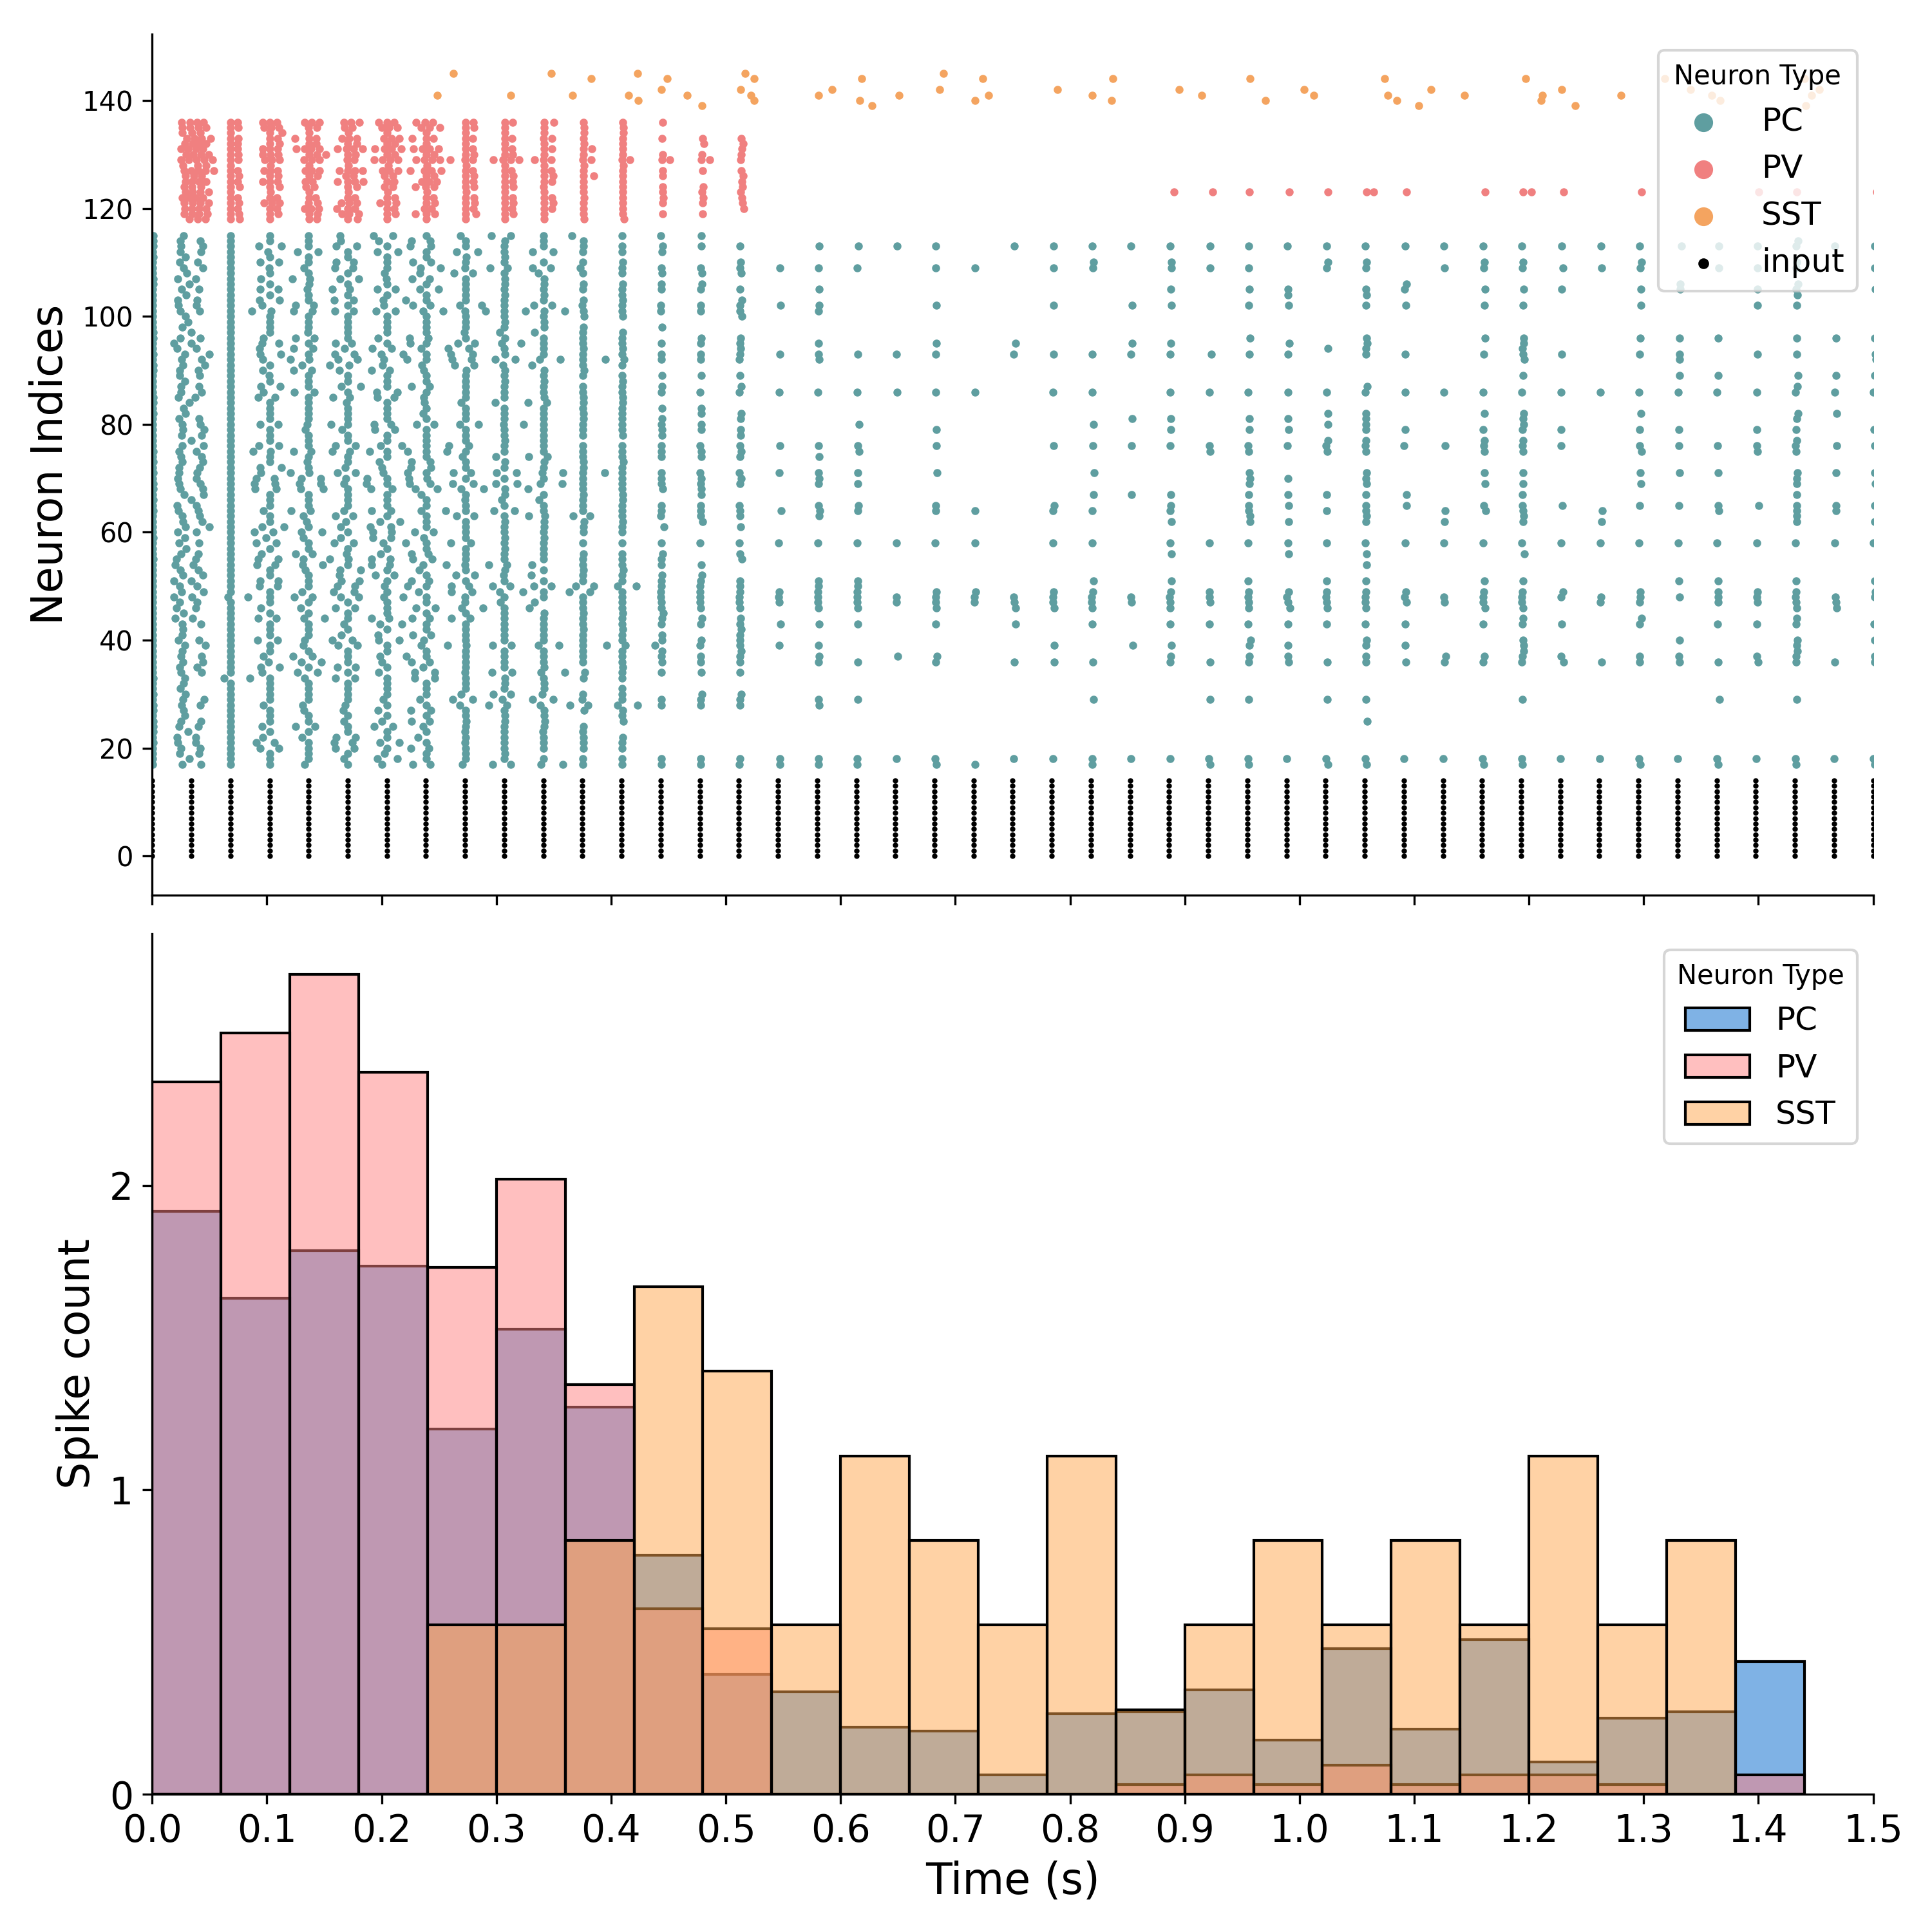 Neuron Type
PC
PV
SST
input
140
120
100
80
60
40
20
0
Neuron Indices
Neuron Type
PC
PV
SST
2
1
0
Spike count
0.0 0.1 0.2 0.3 0.4 0.5 0.6 0.7 0.8 0.9 1.0 1.1 1.2 1.3 1.4 1.5
Time (s)